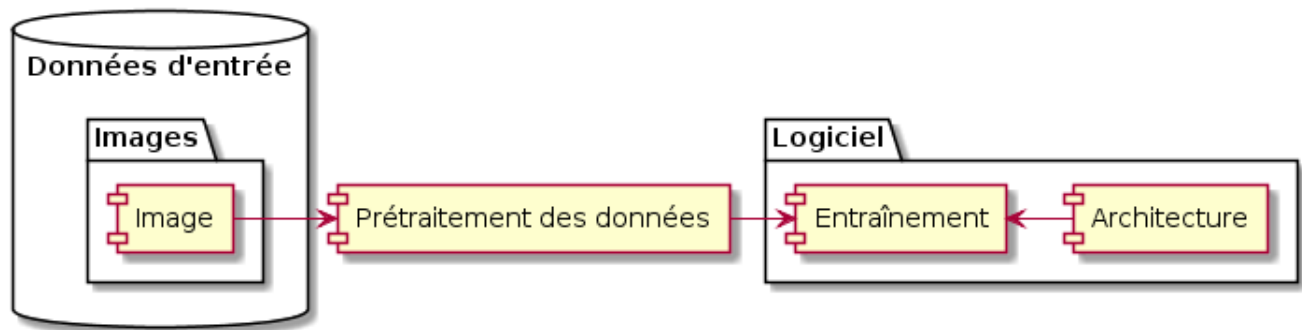 Données d'entrée
Images
Logiciel
Image
Prétraitement des données
Entraînement
Architecture